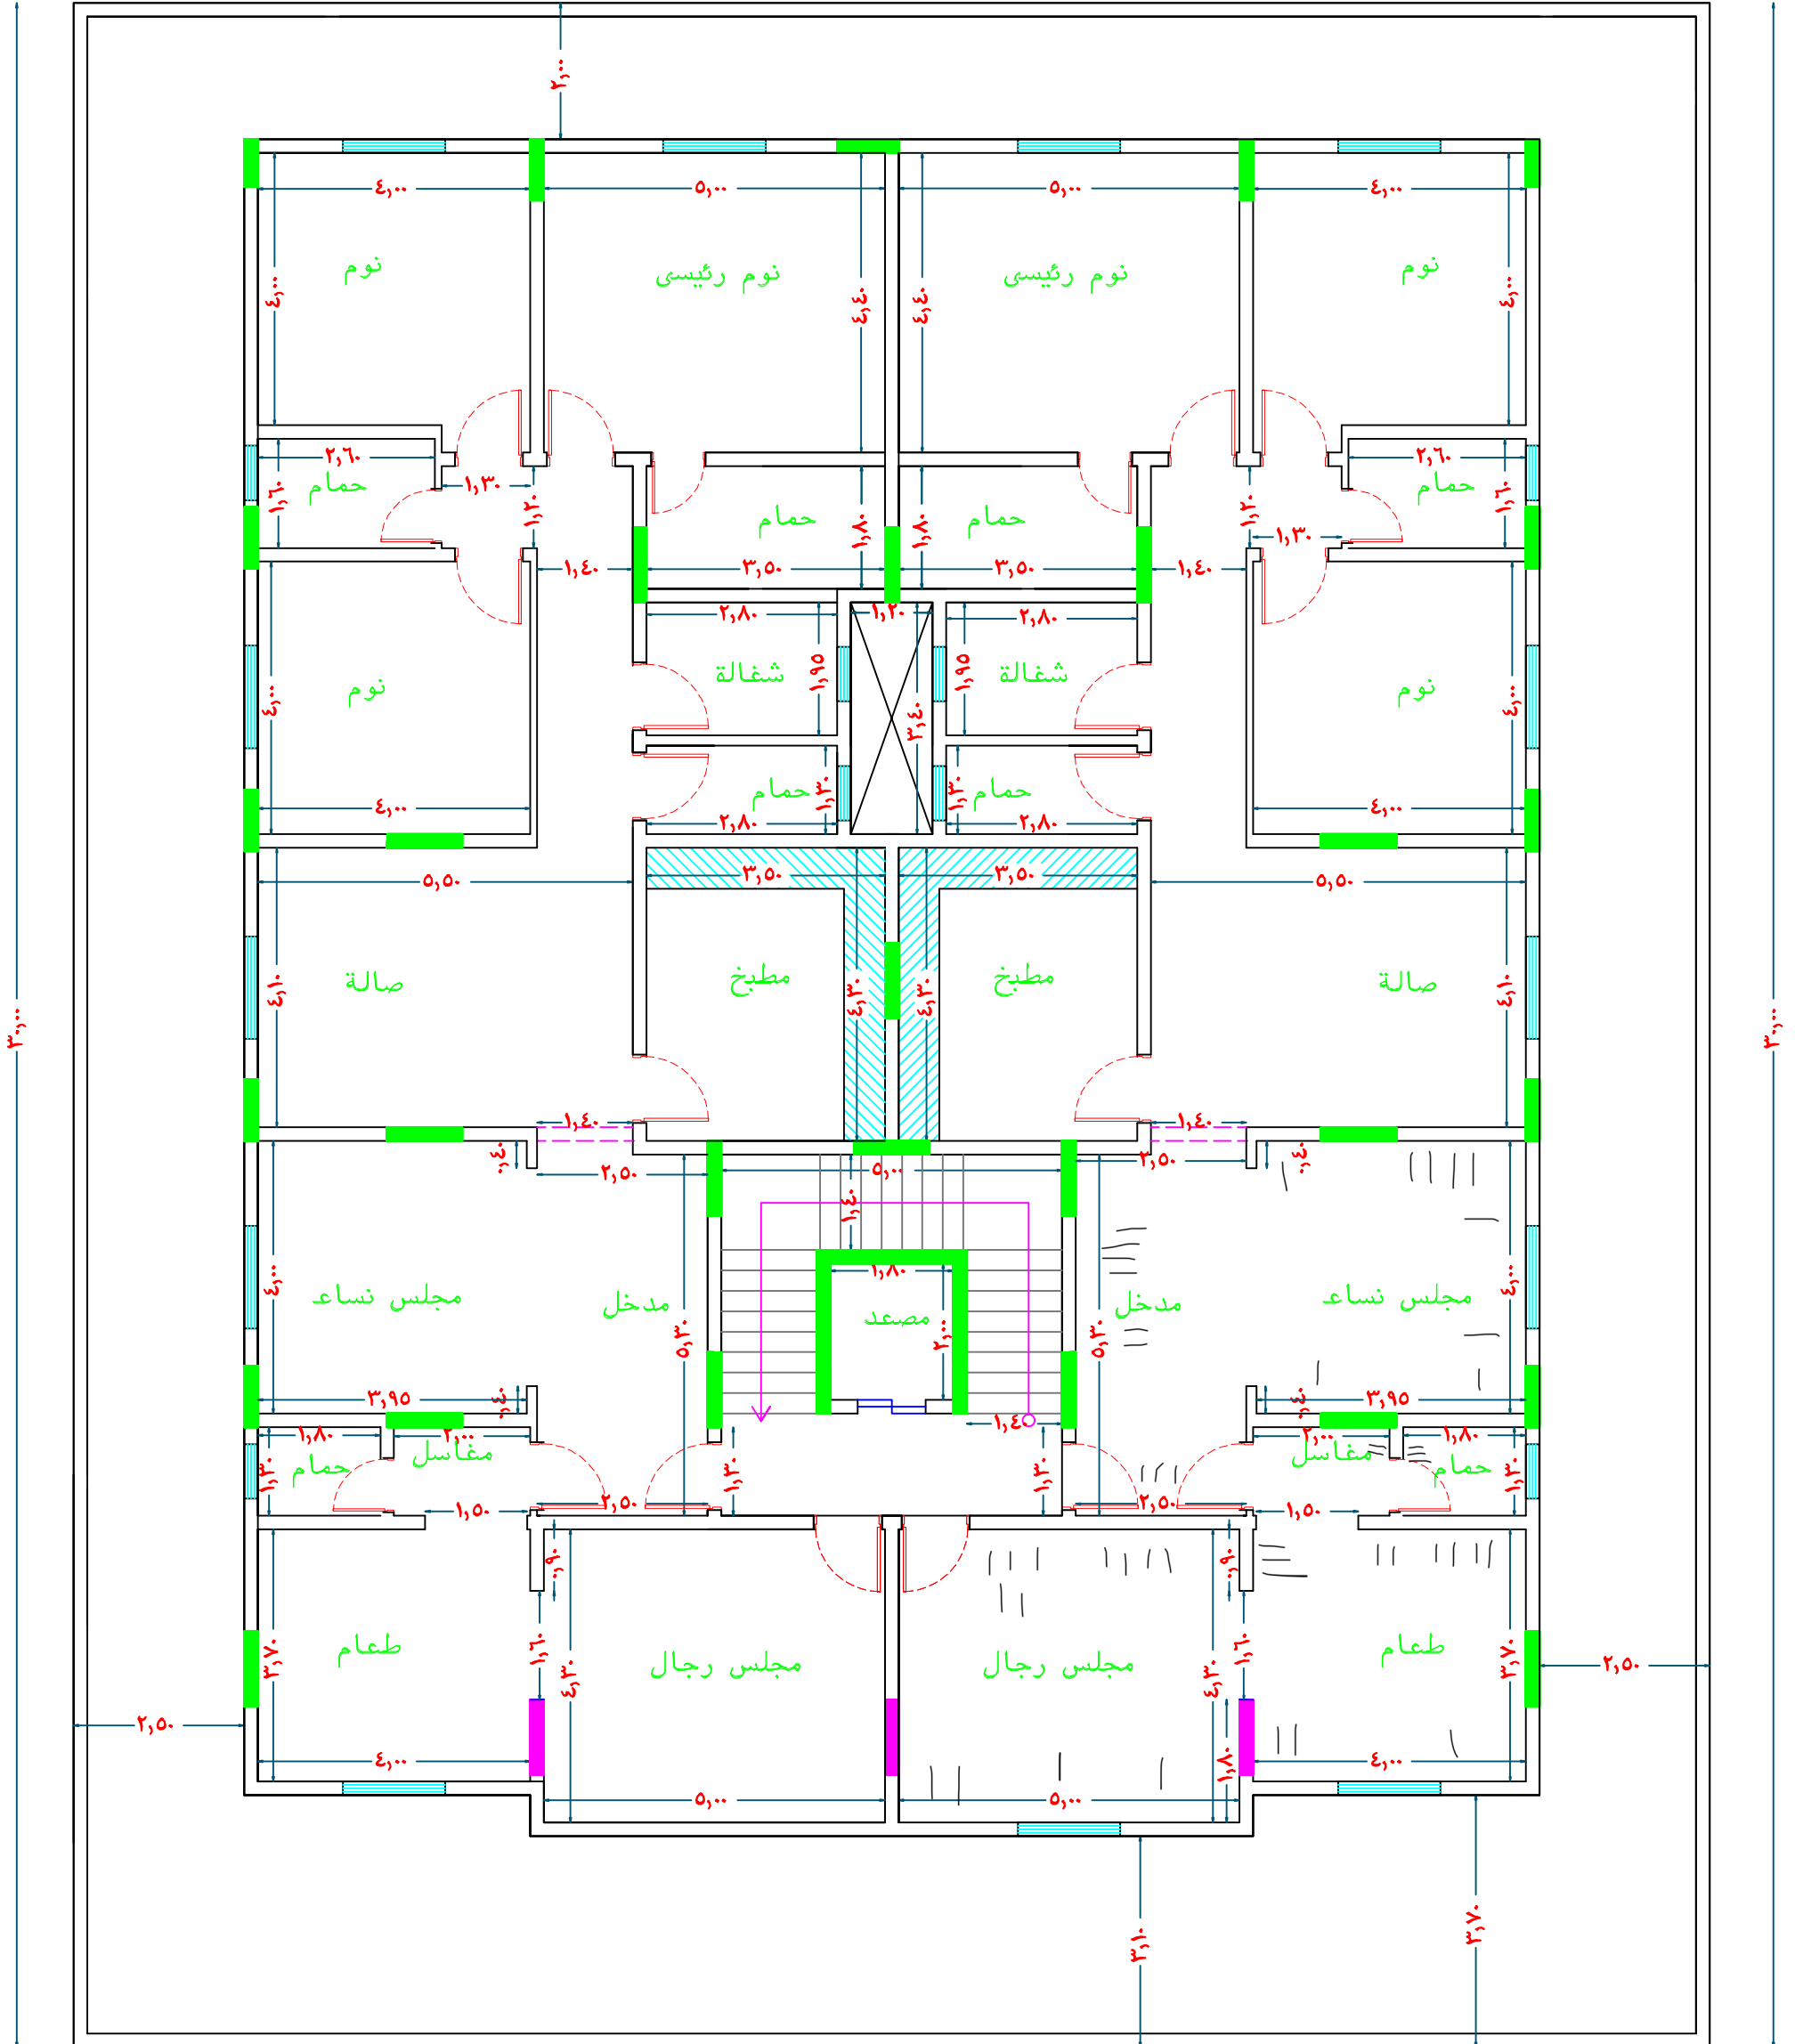 ٢,٠٠
٤,٠٠ ٥,٠٠ ٥,٠٠ ٤,٠٠
نوم نوم رئيسى نوم رئيسى نوم
٤,٠٠ ٤,٤٠ ٤,٤٠ ٤,٠٠
٢,٦٠ ٢,٦٠
حمام ١,٣٠ حمام
١,٦٠ ١,٢٠ ١,٨٠ ١,٨٠ ١,٢٠ ١,٦٠
حمام حمام
١,٣٠
١,٤٠ ٣,٥٠ ٣,٥٠ ١,٤٠
٢,٨٠ ١,٢٠ ٢,٨٠
شغالة شغالة
١,٩٥ ١,٩٥
نوم نوم
٤,٠٠ ٣,٤٠ ٤,٠٠
حمام حمام
١,٣٠ ١,٣٠
٤,٠٠ ٢,٨٠ ٢,٨٠ ٤,٠٠
٥,٥٠ ٣,٥٠ ٣,٥٠ ٥,٥٠
صالة مطبخ مطبخ صالة
٤,١٠ ٤,٣٠ ٤,٣٠ ٤,١٠
٣٠,٠٠ ٣٠,٠٠
١,٤٠ ١,٤٠
٠,٤٠ ٢,٥٠ ٥,٠٠ ٢,٥٠ ٠,٤٠
١,٤٠
١,٨٠
٤,٠٠ ٤,٠٠
مجلس نساء مدخل مصعد مدخل مجلس نساء
٥,٣٠ ٢,٠٠ ٥,٣٠
٣,٩٥ ٠,٤٠ ٠,٤٠ ٣,٩٥
١,٤٠
١,٨٠ ٢,٠٠ ٢,٠٠ ١,٨٠
حمام مغاسل مغاسل حمام
١,٣٠ ١,٣٠ ١,٣٠ ١,٣٠
١,٥٠ ٢,٥٠ ٢,٥٠ ١,٥٠
٠,٩٠ ٠,٩٠
طعام مجلس رجال مجلس رجال طعام
٣,٧٠ ١,٦٠ ٤,٣٠ ٤,٣٠ ١,٦٠ ٣,٧٠
٢,٥٠
٢,٥٠
٤,٠٠ ١,٨٠ ٤,٠٠
٥,٠٠ ٥,٠٠
٣,١٠ ٣,٧٠